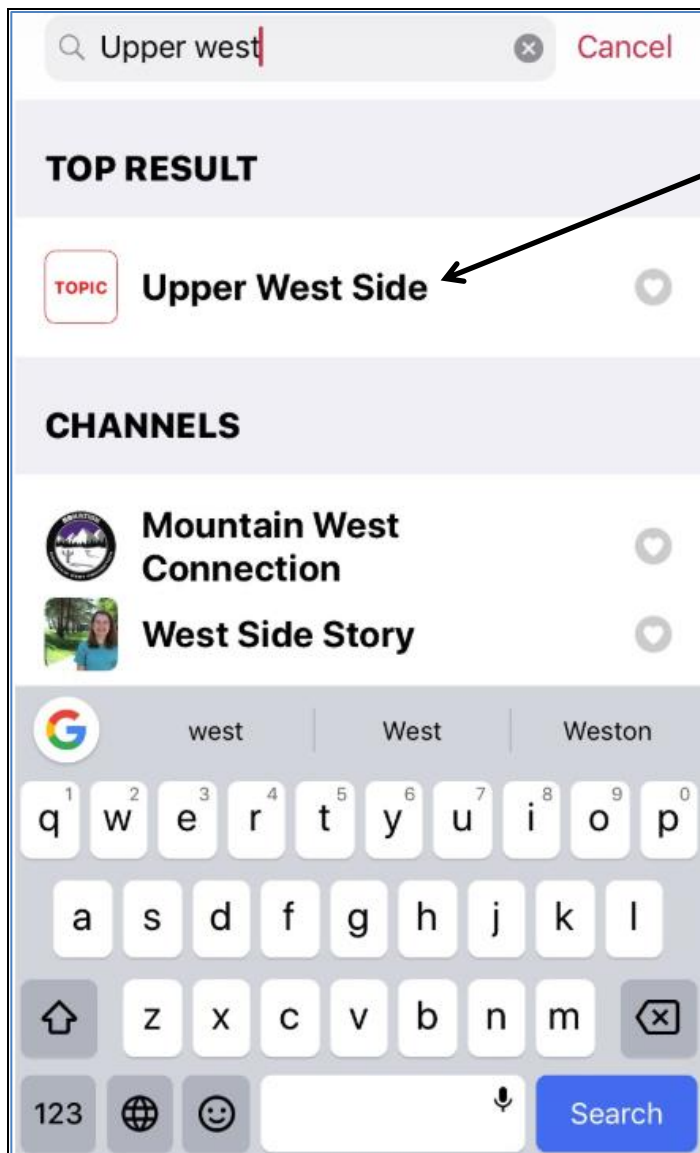 Upper west
Cancel
TOP RESULT
TOPIC
Upper West Side
CHANNELS
Mountain West
Connection
West Side Story
west West Weston
1 2 3 4 5 6 7 8 9 0
q w e r t y u i o p
a s d f g h j k l
z x c v b n m
123 Search